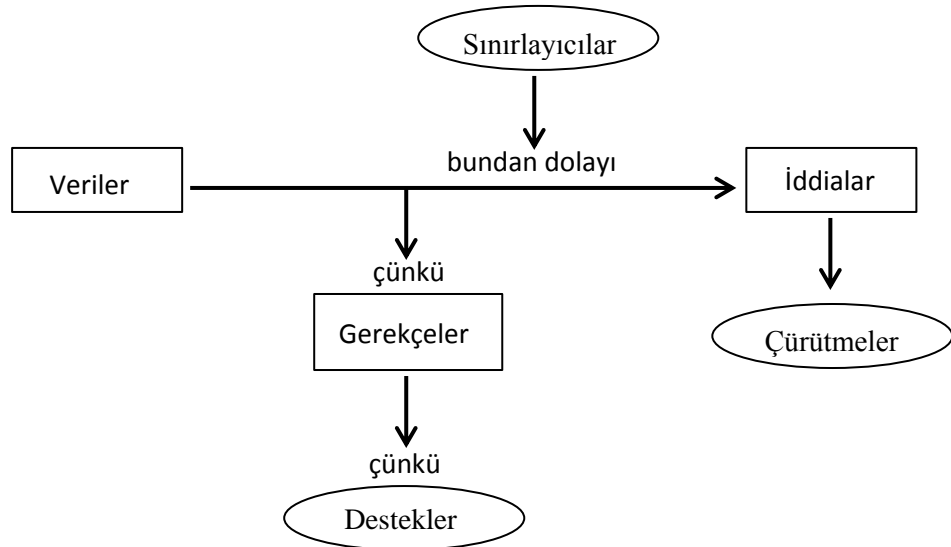 Sınırlayıcılar
bundan dolayı
Veriler
İddialar
çünkü
Gerekçeler
Çürütmeler
çünkü
Destekler